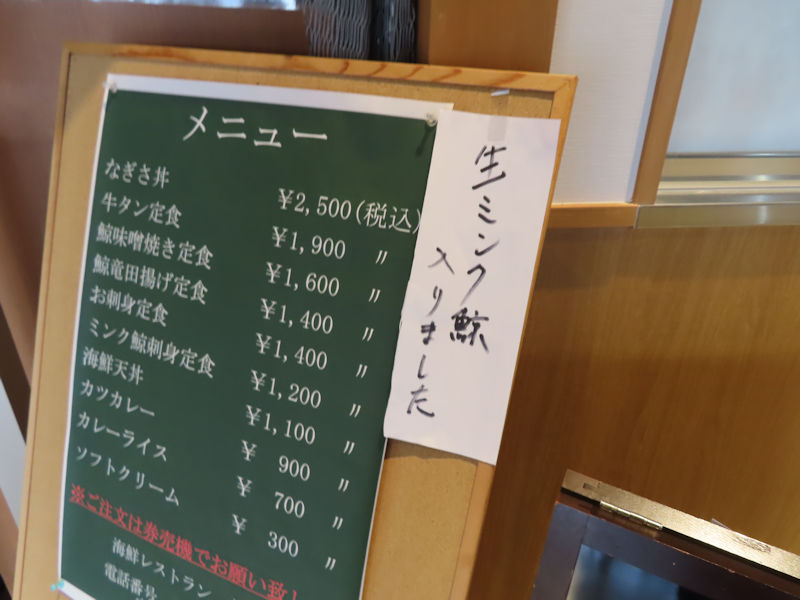 メニュー
なぎさ丼 ¥2,500(税込)
牛タン定食 ¥1,900 〃
鯨味噌焼き定食 ¥1,600 〃
鯨竜田揚げ定食 ¥1,400 〃
お刺身定食 ¥1,400 〃
ミンク鯨刺身定食 ¥1,200 〃
海鮮天丼 ¥1,100 〃
カツカレー ¥ 900 〃
カレーライス ¥ 700 〃
ソフトクリーム ¥ 300 〃
※ご注文は券売機でお願い致し
海鮮レストラン
電話番号
生ミンク鯨
入りました